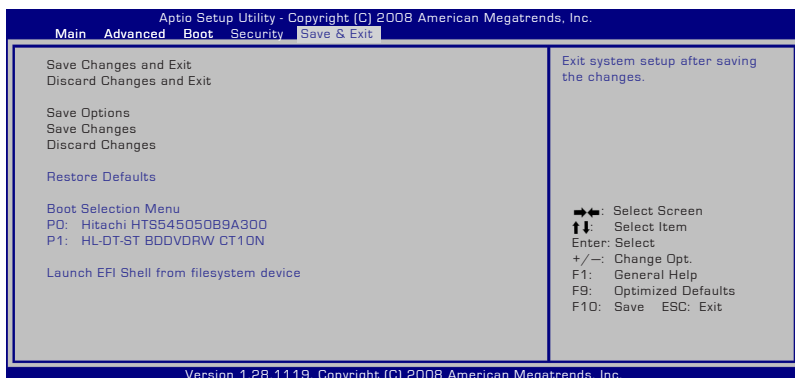 Aptio Setup Utility - Copyright (C) 2008 American Megatrends, Inc.
Main Advanced Boot Security Save & Exit
Save Changes and Exit
Discard Changes and Exit
Save Options
Save Changes
Discard Changes
Restore Defaults
Boot Selection Menu
P0: Hitachi HTS545050B9A300
P1: HL-DT-ST BDDVDRW CT10N
Launch EFI Shell from filesystem device
Exit system setup after saving
the changes.
→←: Select Screen
↑↓: Select Item
Enter: Select
+/—: Change Opt.
F1: General Help
F9: Optimized Defaults
F10: Save ESC: Exit
Version 1.28.1119. Copyright (C) 2008 American Megatrends, Inc.